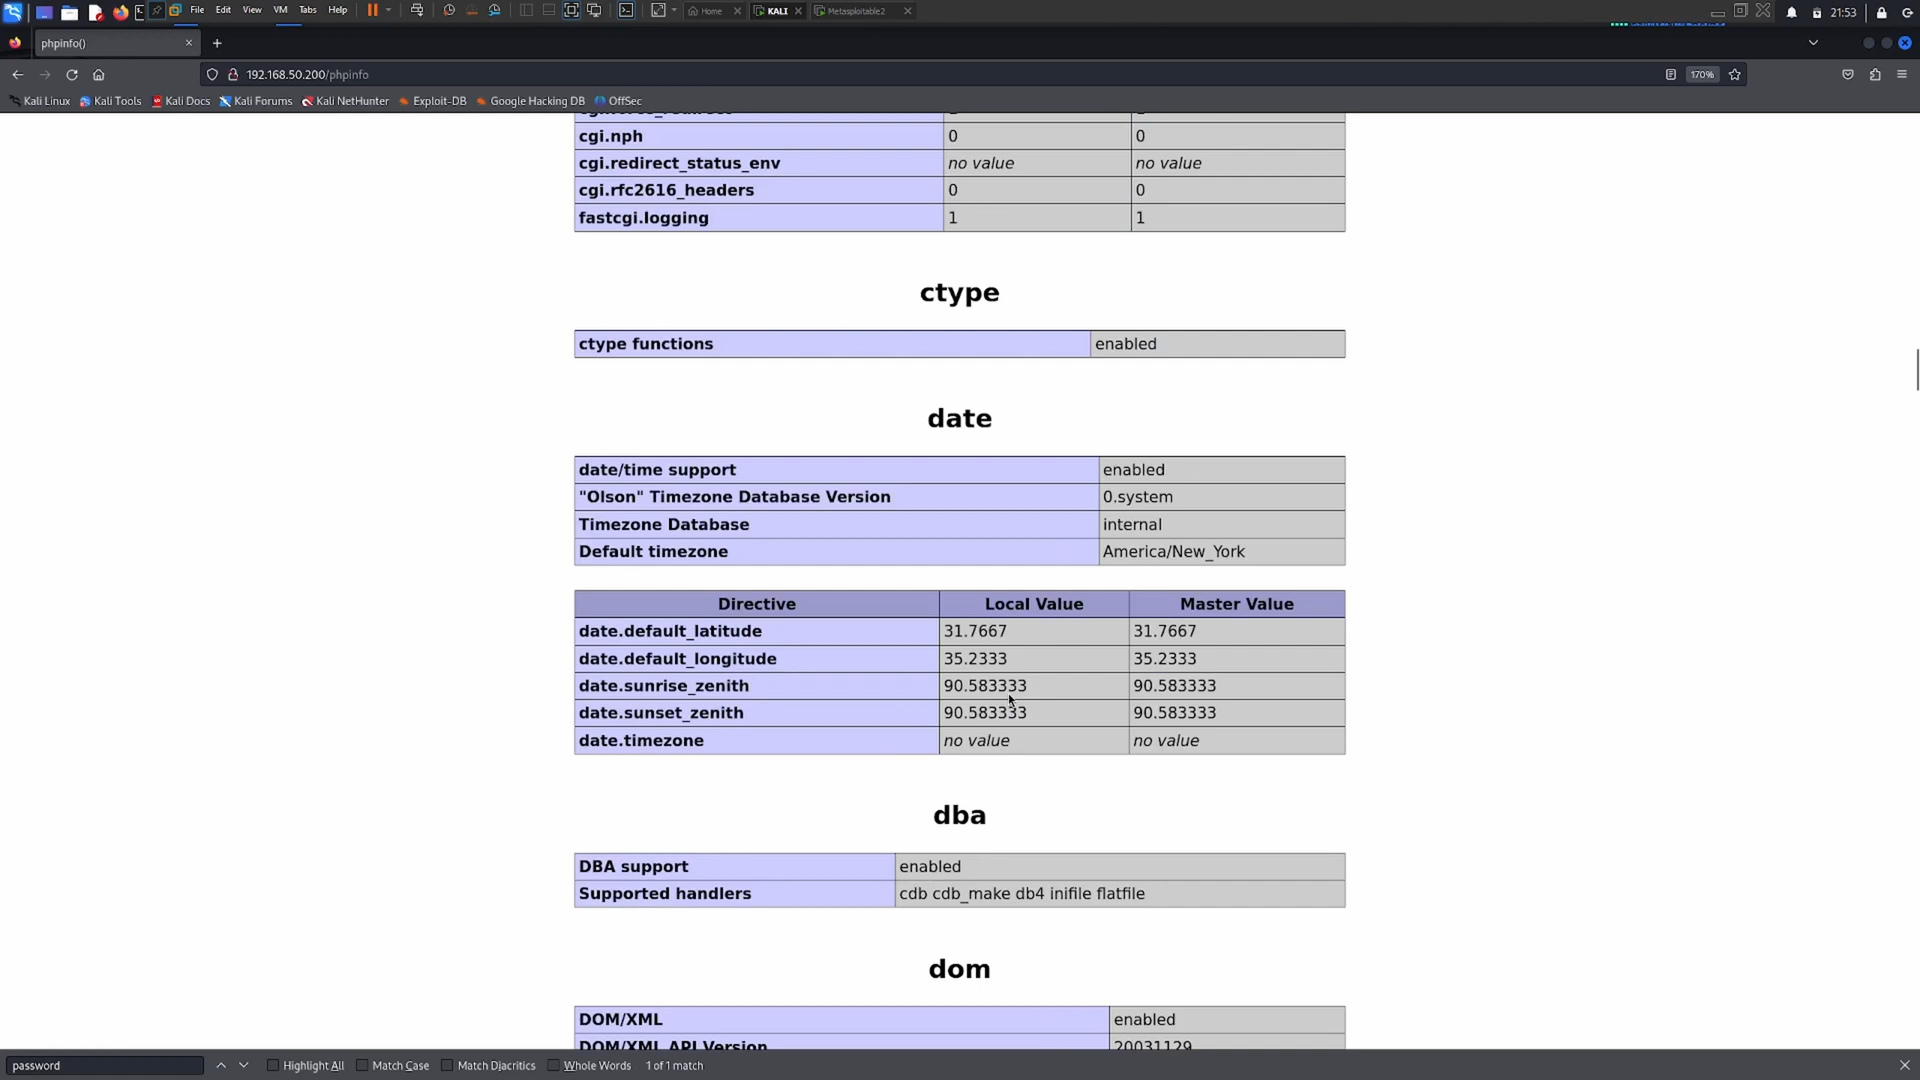 File Edit View VM Tabs Help Home KALI Metasploitable2 21:53
phpinfo()
192.168.50.200/phpinfo 170%
Kali Linux Kali Tools Kali Docs Kali Forums Kali NetHunter Exploit-DB Google Hacking DB OffSec
cgi.nph 0 0
cgi.redirect_status_env no value no value
cgi.rfc2616_headers 0 0
fastcgi.logging 1 1
ctype
ctype functions enabled
date
date/time support enabled
"Olson" Timezone Database Version 0.system
Timezone Database internal
Default timezone America/New_York
Directive Local Value Master Value
date.default_latitude 31.7667 31.7667
date.default_longitude 35.2333 35.2333
date.sunrise_zenith 90.583333 90.583333
date.sunset_zenith 90.583333 90.583333
date.timezone no value no value
dba
DBA support enabled
Supported handlers cdb cdb_make db4 inifile flatfile
dom
DOM/XML enabled
DOM/XML API Version 20031129
password Highlight All Match Case Match Diacritics Whole Words 1 of 1 match